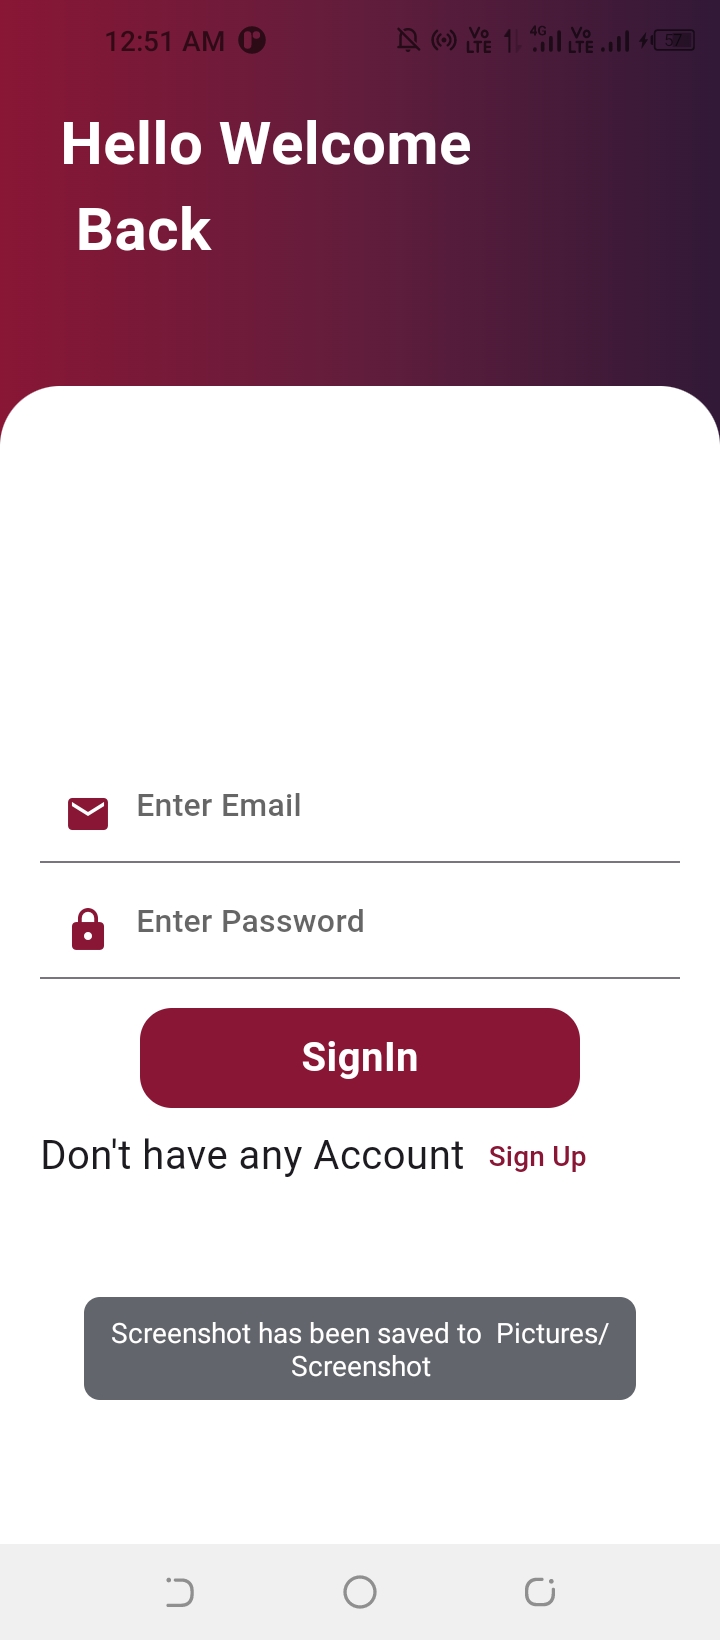 12:51 AM Vo LTE 4G Vo LTE 57
Hello Welcome
Back
Enter Email
Enter Password
SignIn
Don't have any Account Sign Up
Screenshot has been saved to Pictures/
Screenshot